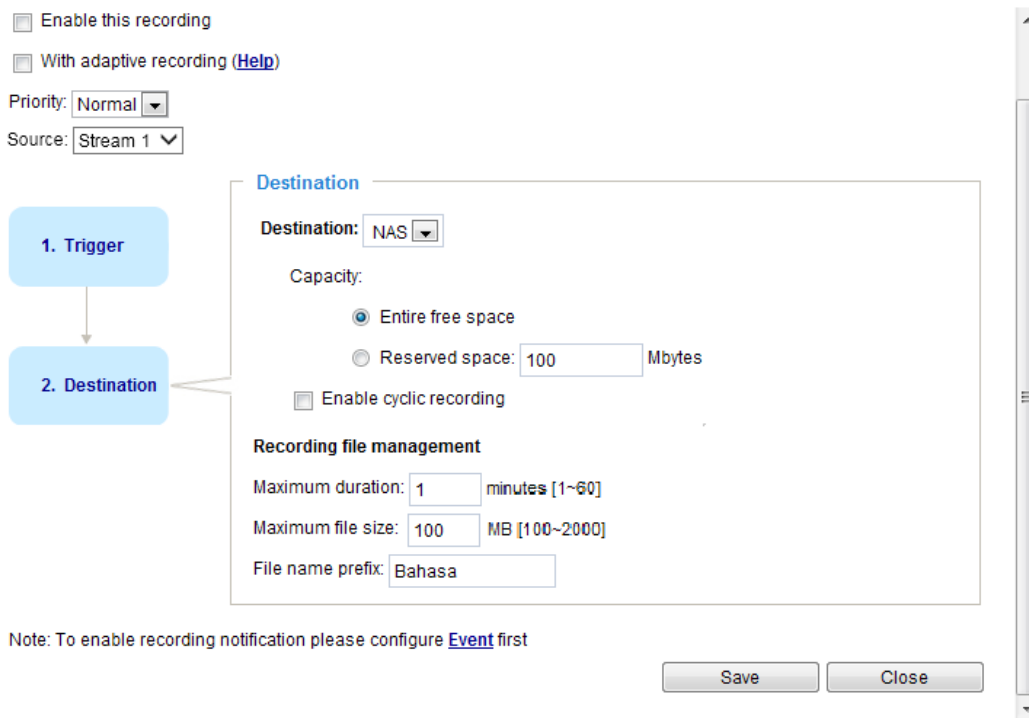 Enable this recording
With adaptive recording (Help)
Priority: Normal
Source: Stream 1
1. Trigger
2. Destination
Destination
Destination: NAS
Capacity:
Entire free space
Reserved space: 100 Mbytes
Enable cyclic recording
Recording file management
Maximum duration: 1 minutes [1~60]
Maximum file size: 100 MB [100~2000]
File name prefix: Bahasa
Note: To enable recording notification please configure Event first
Save Close